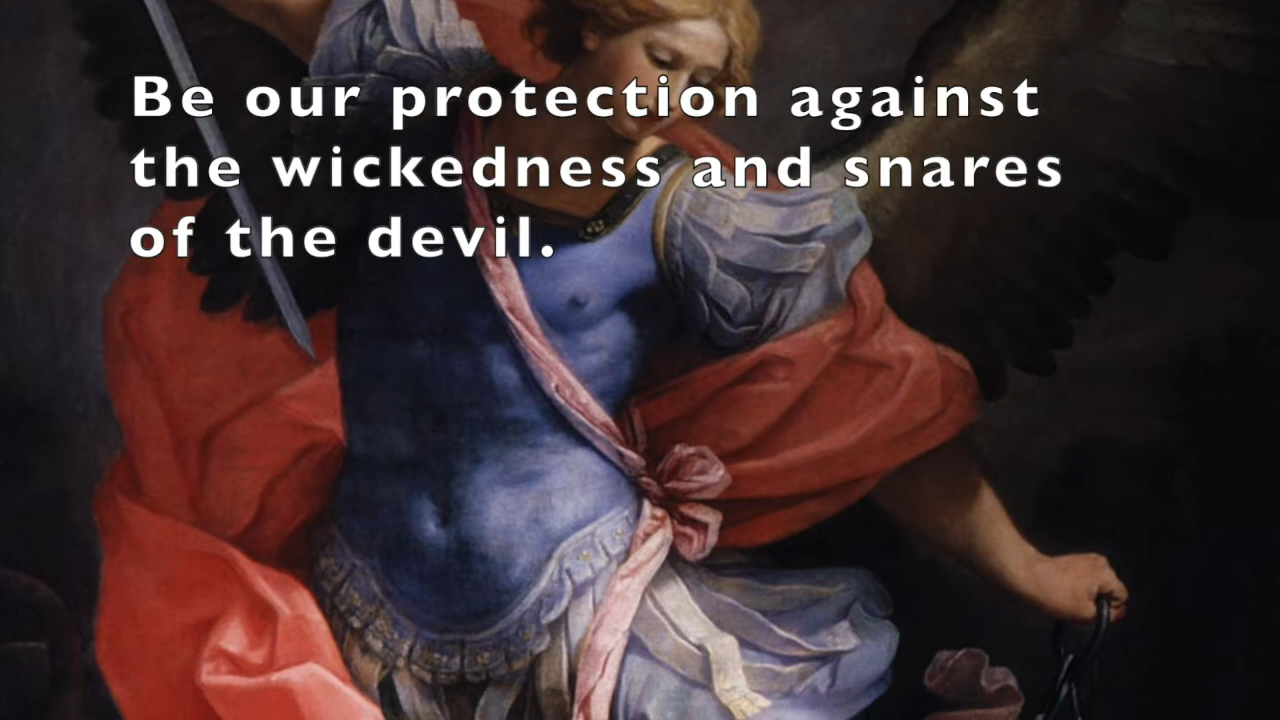 Be our protection against
the wickedness and snares
of the devil.